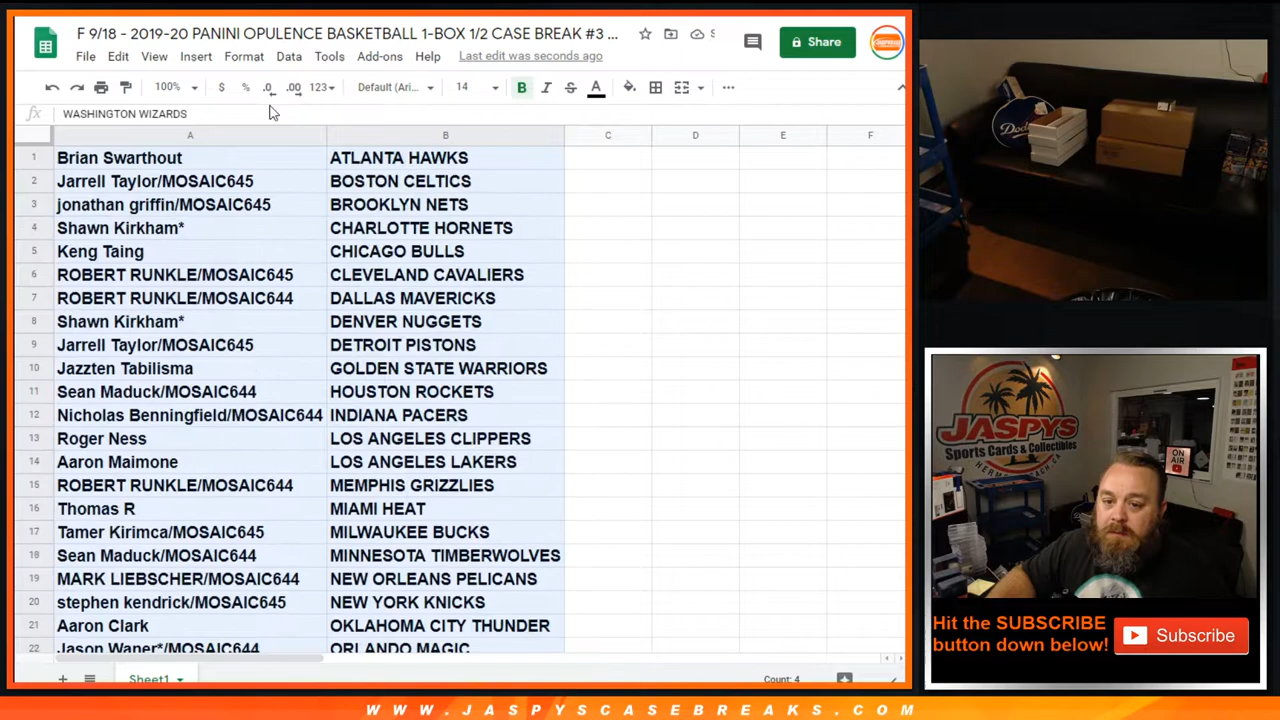 F 9/18 - 2019-20 PANINI OPULENCE BASKETBALL 1-BOX 1/2 CASE BREAK #3 ...
S
File Edit View Insert Format Data Tools Add-ons Help Last edit was seconds ago
Share
100% $ % .0 .00 123 Default (Ari... 14 B I S A
fx WASHINGTON WIZARDS
A B C D E F
1 Brian Swarthout ATLANTA HAWKS
2 Jarrell Taylor/MOSAIC645 BOSTON CELTICS
3 jonathan griffin/MOSAIC645 BROOKLYN NETS
4 Shawn Kirkham* CHARLOTTE HORNETS
5 Keng Taing CHICAGO BULLS
6 ROBERT RUNKLE/MOSAIC645 CLEVELAND CAVALIERS
7 ROBERT RUNKLE/MOSAIC644 DALLAS MAVERICKS
8 Shawn Kirkham* DENVER NUGGETS
9 Jarrell Taylor/MOSAIC645 DETROIT PISTONS
10 Jazzten Tabilisma GOLDEN STATE WARRIORS
11 Sean Maduck/MOSAIC644 HOUSTON ROCKETS
12 Nicholas Benningfield/MOSAIC644 INDIANA PACERS
13 Roger Ness LOS ANGELES CLIPPERS
14 Aaron Maimone LOS ANGELES LAKERS
15 ROBERT RUNKLE/MOSAIC644 MEMPHIS GRIZZLIES
16 Thomas R MIAMI HEAT
17 Tamer Kirimca/MOSAIC645 MILWAUKEE BUCKS
18 Sean Maduck/MOSAIC644 MINNESOTA TIMBERWOLVES
19 MARK LIEBSCHER/MOSAIC644 NEW ORLEANS PELICANS
20 stephen kendrick/MOSAIC645 NEW YORK KNICKS
21 Aaron Clark OKLAHOMA CITY THUNDER
22 Jason Waner*/MOSAIC644 ORLANDO MAGIC
Sheet1
Count: 4
Dodgers
JASPYS
Sports Cards & Collectibles
ON AIR
Hit the SUBSCRIBE
button down below!
Subscribe
WWW.JASPYSCASEBREAKS.COM